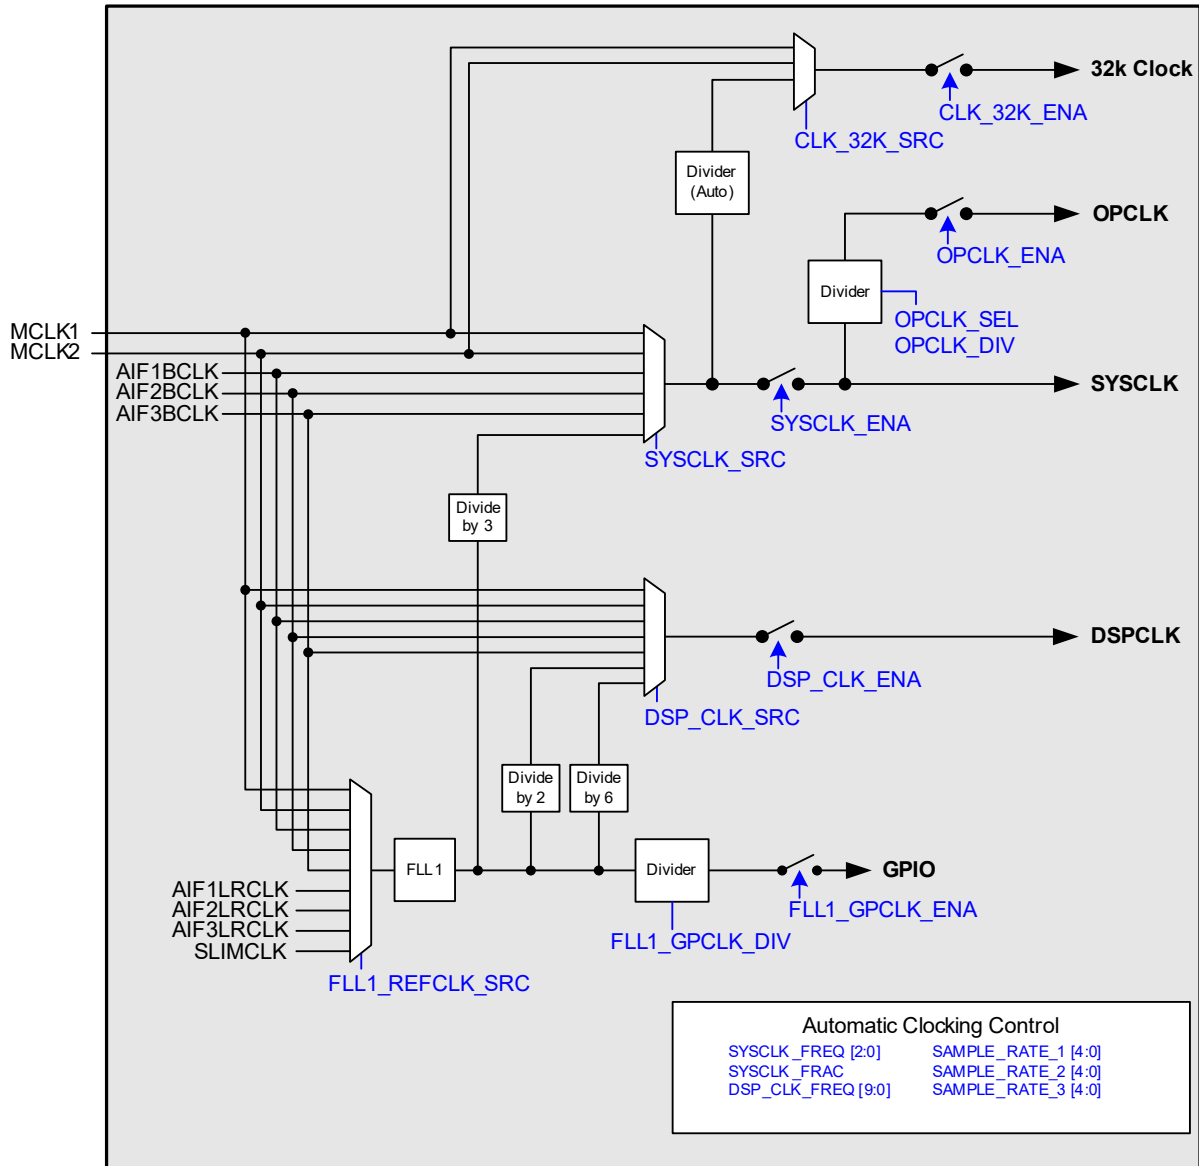 32k Clock
CLK_32K_ENA
CLK_32K_SRC
Divider
(Auto)
OPCLK
OPCLK_ENA
Divider
OPCLK_SEL
OPCLK_DIV
MCLK1
MCLK2
AIF1BCLK
AIF2BCLK
AIF3BCLK
SYSCLK
SYSCLK_ENA
SYSCLK_SRC
Divide
by 3
DSPCLK
DSP_CLK_ENA
DSP_CLK_SRC
Divide
by 2
Divide
by 6
FLL1
Divider
GPIO
AIF1LRCLK
AIF2LRCLK
AIF3LRCLK
SLIMCLK
FLL1_GPCLK_ENA
FLL1_GPCLK_DIV
FLL1_REFCLK_SRC
Automatic Clocking Control
SYSCLK_FREQ [2:0] SAMPLE_RATE_1 [4:0]
SYSCLK_FRAC SAMPLE_RATE_2 [4:0]
DSP_CLK_FREQ [9:0] SAMPLE_RATE_3 [4:0]